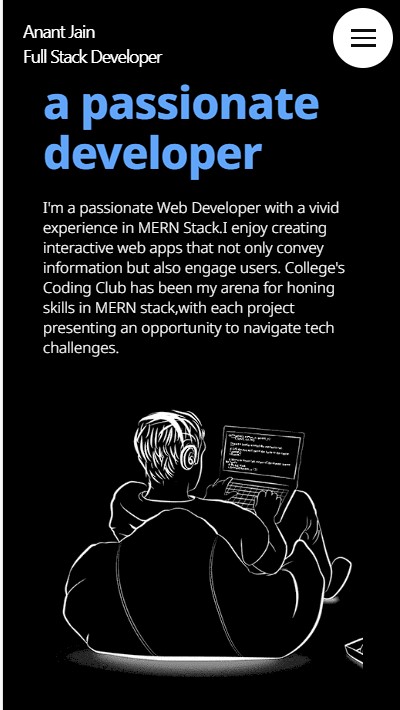 Anant Jain
Full Stack Developer
a passionate
developer
I'm a passionate Web Developer with a vivid
experience in MERN Stack.I enjoy creating
interactive web apps that not only convey
information but also engage users. College's
Coding Club has been my arena for honing
skills in MERN stack,with each project
presenting an opportunity to navigate tech
challenges.